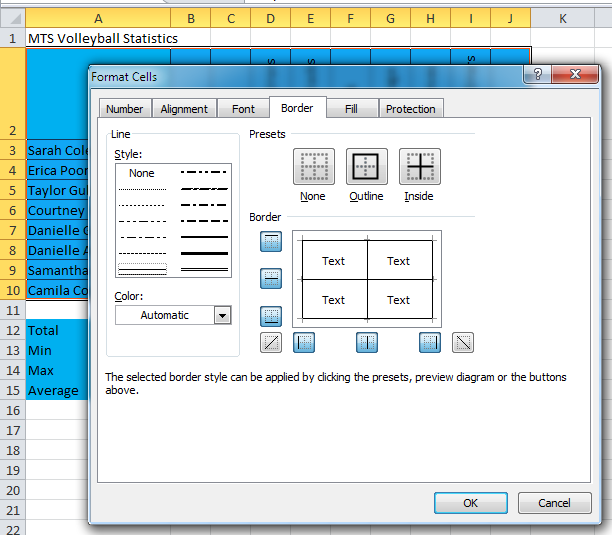 A B C D E F G H I J K
1 MTS Volleyball Statistics
Format Cells
Number Alignment Font Border Fill Protection
Line Presets
Style:
None
None Outline Inside
Border
Text Text
Text Text
Color:
Automatic
The selected border style can be applied by clicking the presets, preview diagram or the buttons
above.
OK Cancel
2
3 Sarah Cole
4 Erica Poor
5 Taylor Gul
6 Courtney
7 Danielle
8 Danielle A
9 Samantha
10 Camila Co
11
12 Total
13 Min
14 Max
15 Average
16
17
18
19
20
21
22